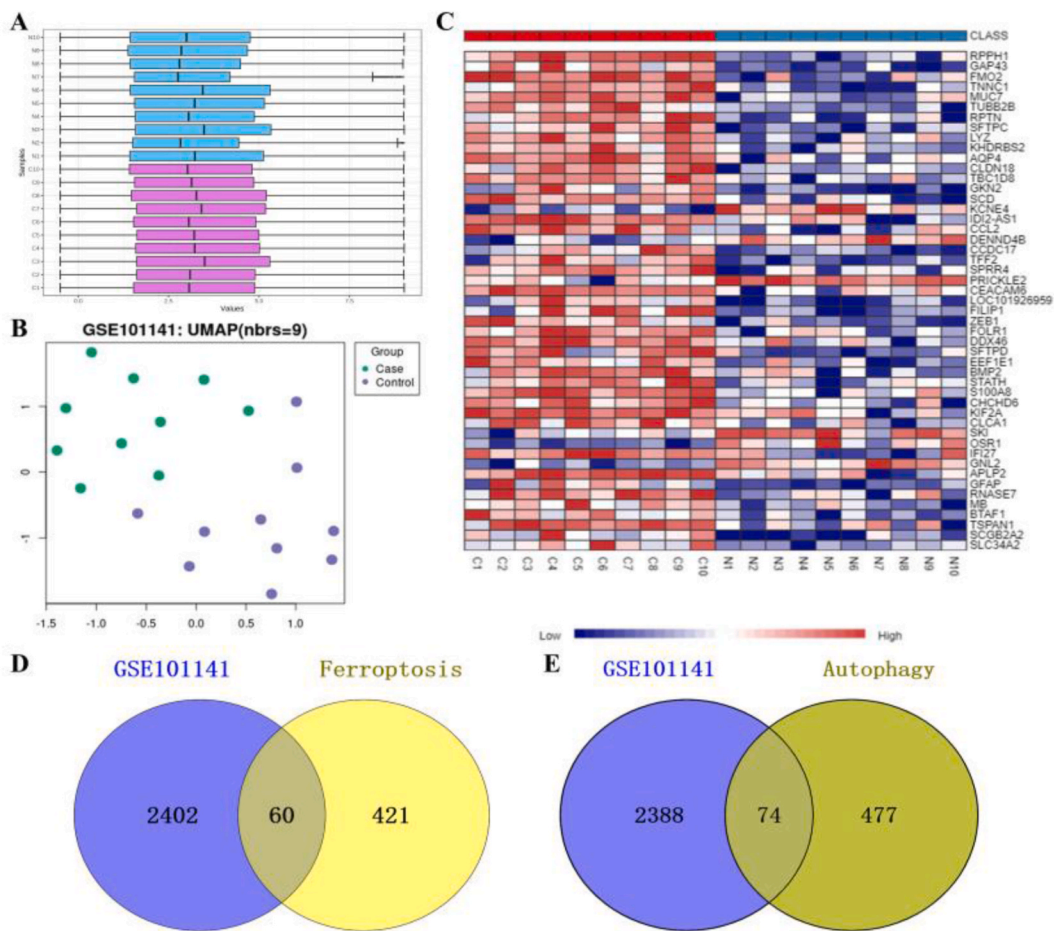 A
N10
N9
N8
N7
N6
N5
N4
N3
N2
N1
C10
C9
C8
C7
C6
C5
C4
C3
C2
C1
Samples
0.0
2.5
5.0
7.5
Values
B
GSE101141: UMAP(nbrs=9)
Group
Case
Control
1
0
-1
-1.5
-1.0
-0.5
0.0
0.5
1.0
C
CLASS
RPPH1
GAP43
FMO2
TNNC1
MUC7
TUBB2B
RPTN
SFTPC
LYZ
KHDRBS2
AQP4
CLDN18
TBC1D8
GKN2
SCD
KCNE4
IDI2-AS1
CCL2
DENND4B
CCDC17
TFF2
SPRR4
PRICKLE2
CEACAM6
LOC101926959
FILIP1
ZEB1
FOLR1
DDX46
SFTPD
EEF1E1
BMP2
STATH
S100A8
CHCHD6
KIF2A
CLCA1
SKI
OSR1
IFI27
GNL2
APLP2
GFAP
RNASE7
MB
BTAF1
TSPAN1
SCGB2A2
SLC34A2
C1
C2
C3
C4
C5
C6
C7
C8
C9
C10
N1
N2
N3
N4
N5
N6
N7
N8
N9
N10
Low
High
D
GSE101141
Ferroptosis
2402
60
421
E
GSE101141
Autophagy
2388
74
477